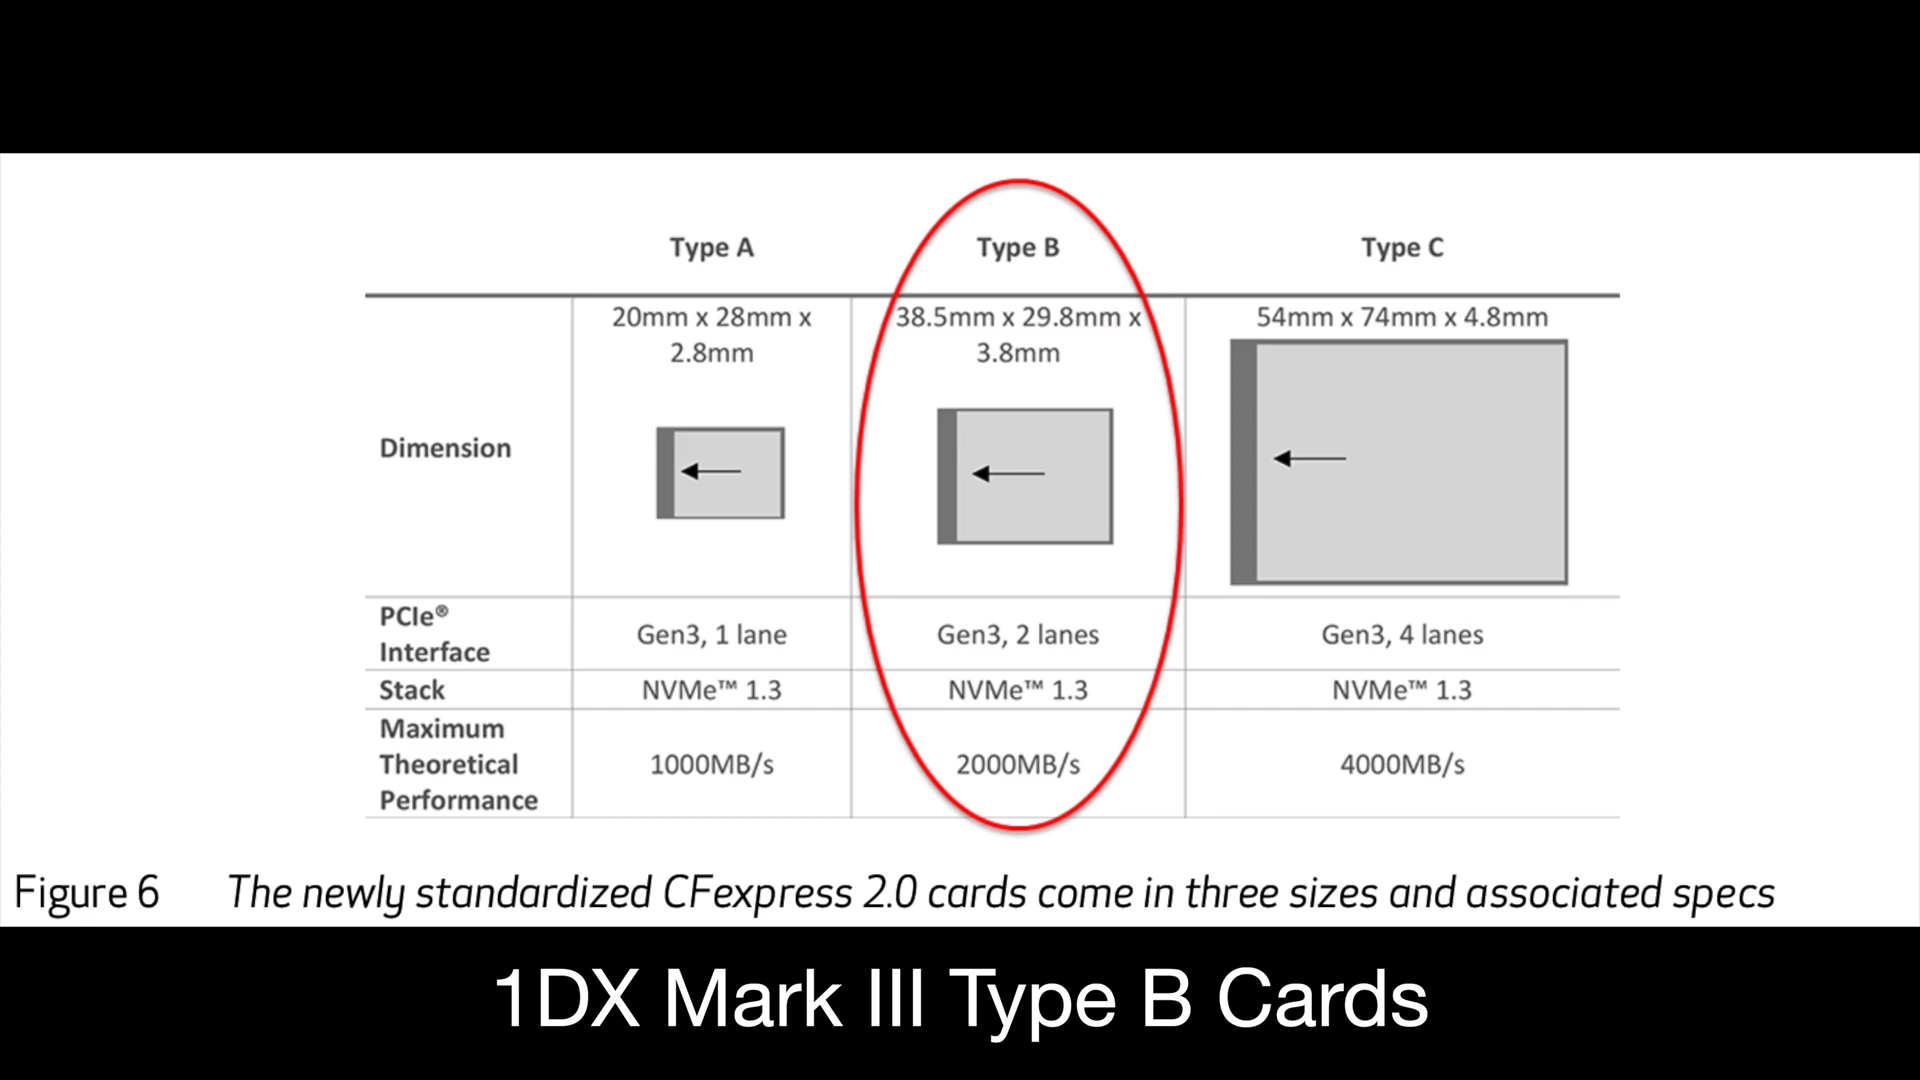 Type A Type B Type C
Dimension
20mm x 28mm x
2.8mm
38.5mm x 29.8mm x
3.8mm
54mm x 74mm x 4.8mm
PCIe®
Interface
Gen3, 1 lane
Gen3, 2 lanes
Gen3, 4 lanes
Stack
NVMe™ 1.3
NVMe™ 1.3
NVMe™ 1.3
Maximum
Theoretical
Performance
1000MB/s
2000MB/s
4000MB/s
Figure 6 The newly standardized CFexpress 2.0 cards come in three sizes and associated specs
1DX Mark III Type B Cards